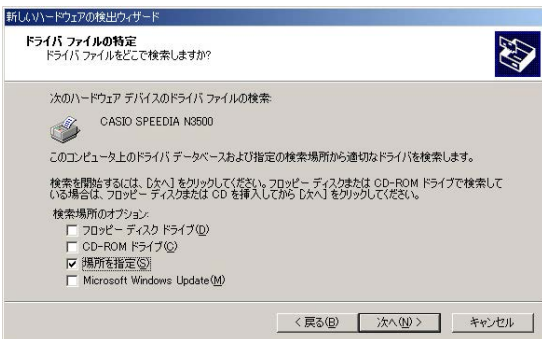 新しいハードウェアの検出ウィザード
ドライバ ファイルの特定
ドライバ ファイルをどこで検索しますか?
次のハードウェア デバイスのドライバ ファイルの検索:
CASIO SPEEDIA N3500
このコンピュータ上のドライバ データベースおよび指定の検索場所から適切なドライバを検索します。
検索を開始するには、[次へ] をクリックしてください。フロッピー ディスクまたは CD-ROM ドライブで検索して
いる場合は、フロッピー ディスクまたは CD を挿入してから [次へ] をクリックしてください。
検索場所のオプション:
フロッピー ディスク ドライブ(D)
CD-ROM ドライブ(C)
場所を指定(S)
Microsoft Windows Update(M)
< 戻る(B) 次へ(N) > キャンセル